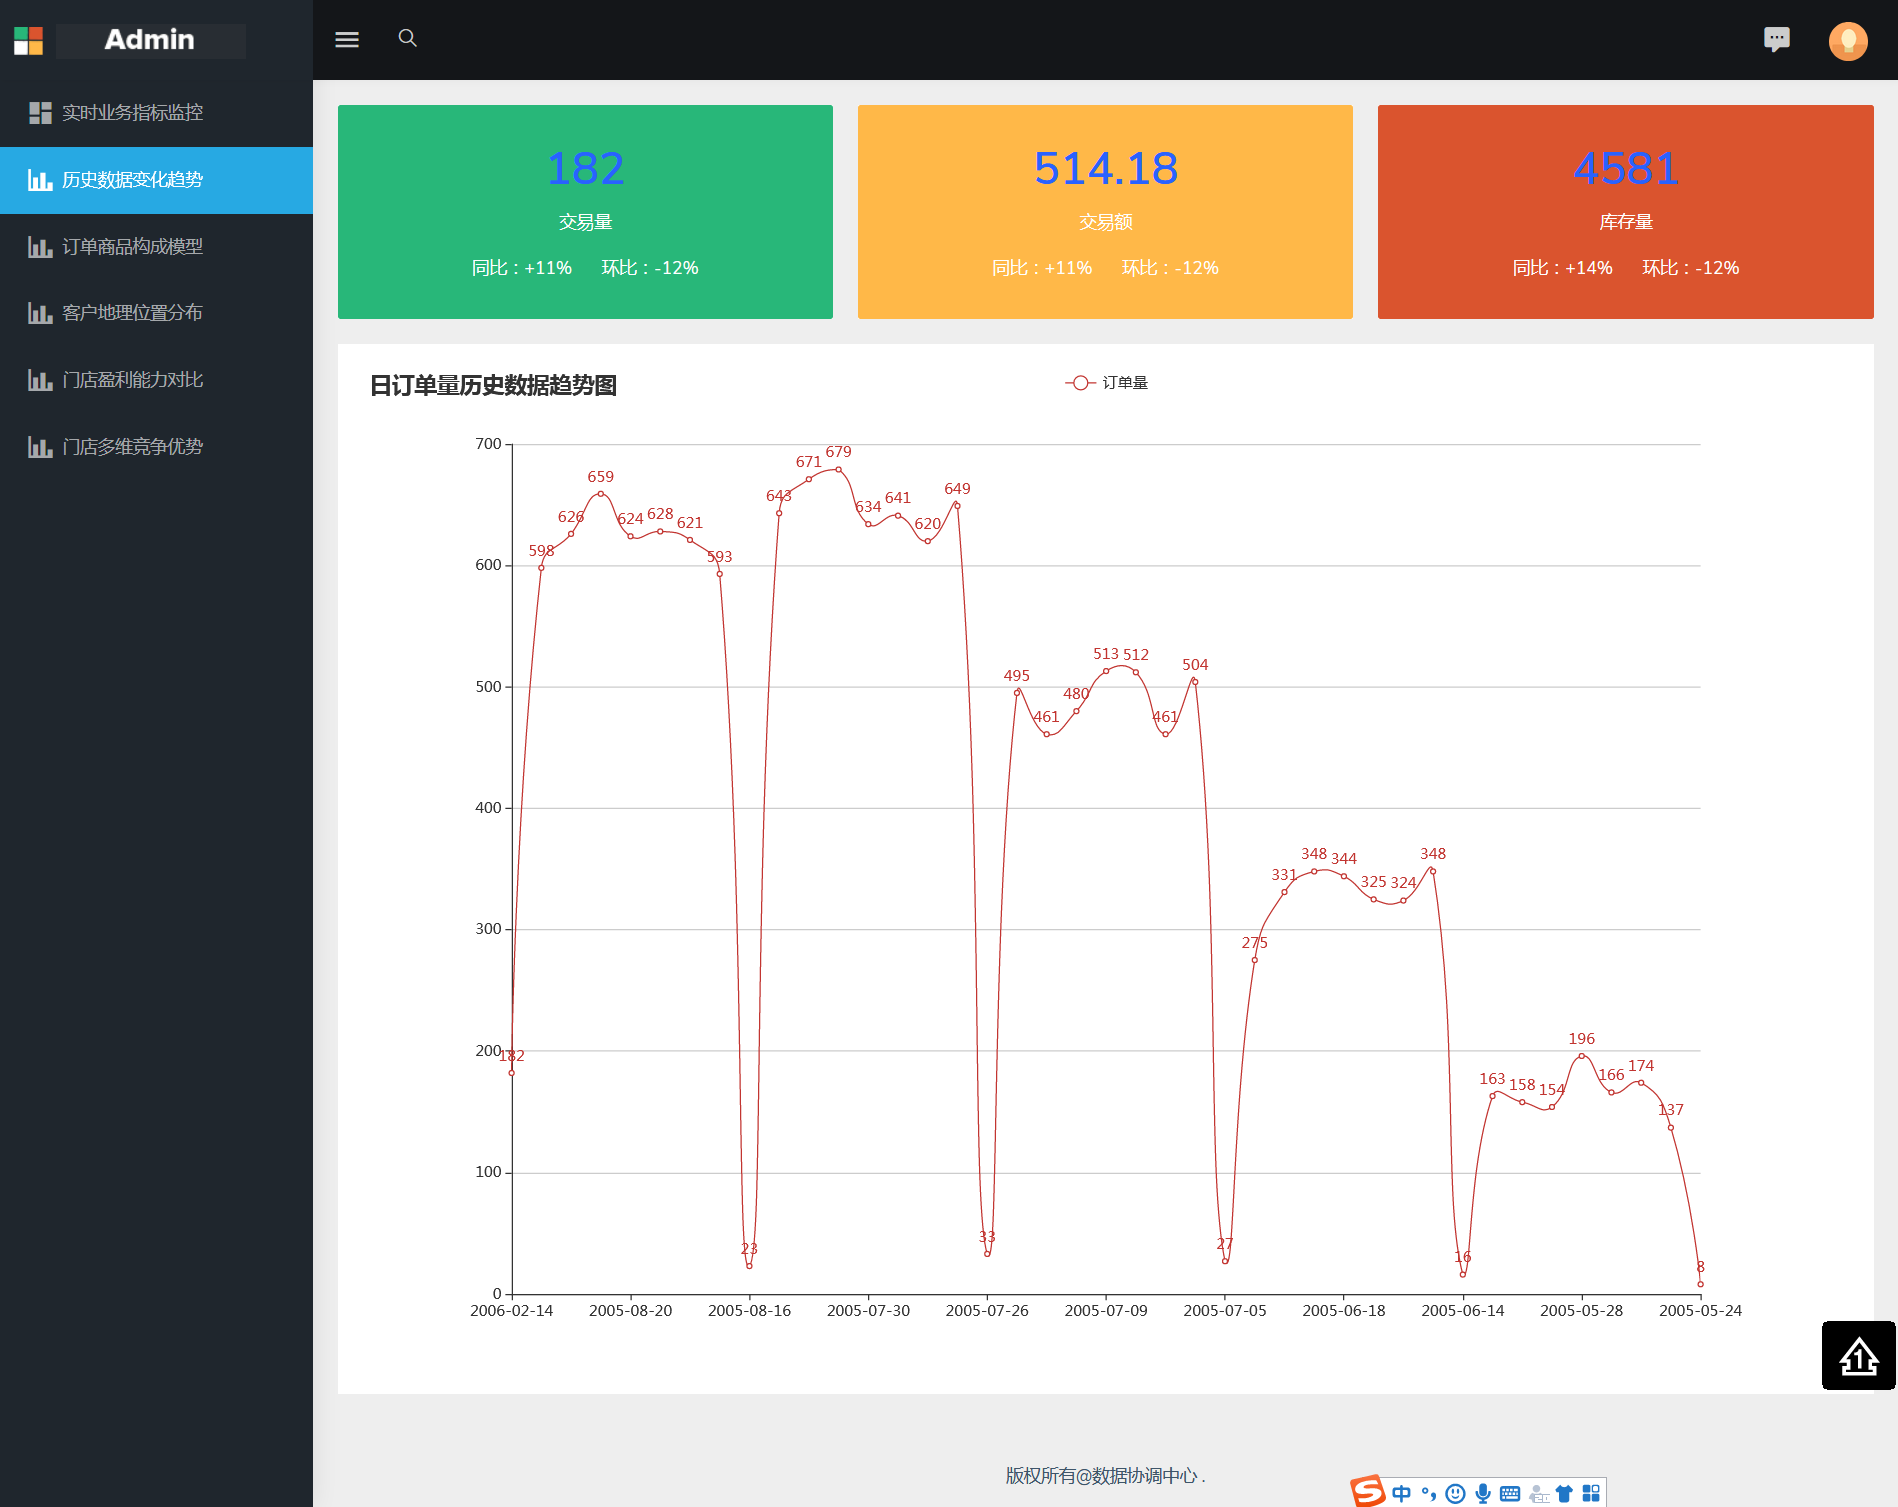 Admin
实时业务指标监控
历史数据变化趋势
订单商品构成模型
客户地理位置分布
门店盈利能力对比
门店多维竞争优势
182
交易量
同比：+11% 环比：-12%
514.18
交易额
同比：+11% 环比：-12%
4581
库存量
同比：+14% 环比：-12%
日订单量历史数据趋势图
订单量
700
600
500
400
300
200
100
0
182
598
626
659
624
628
621
593
23
643
671
679
634
641
620
649
33
495
461
480
513
512
461
504
27
275
331
348
344
325
324
348
16
163
158
154
196
166
174
137
8
2006-02-14 2005-08-20 2005-08-16 2005-07-30 2005-07-26 2005-07-09 2005-07-05 2005-06-18 2005-06-14 2005-05-28 2005-05-24
1
版权所有@数据协调中心 .
S 中 °,